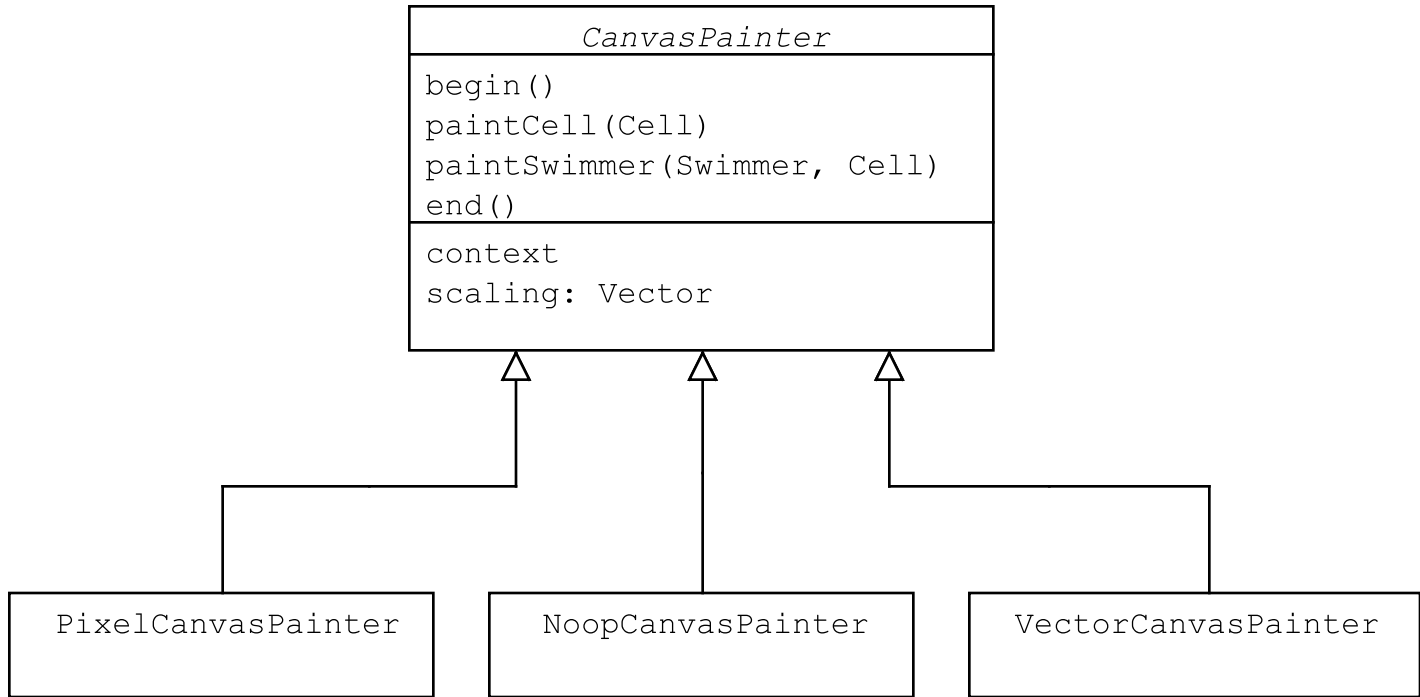 CanvasPainter
begin()
paintCell(Cell)
paintSwimmer(Swimmer, Cell)
end()
context
scaling: Vector
PixelCanvasPainter
NoopCanvasPainter
VectorCanvasPainter